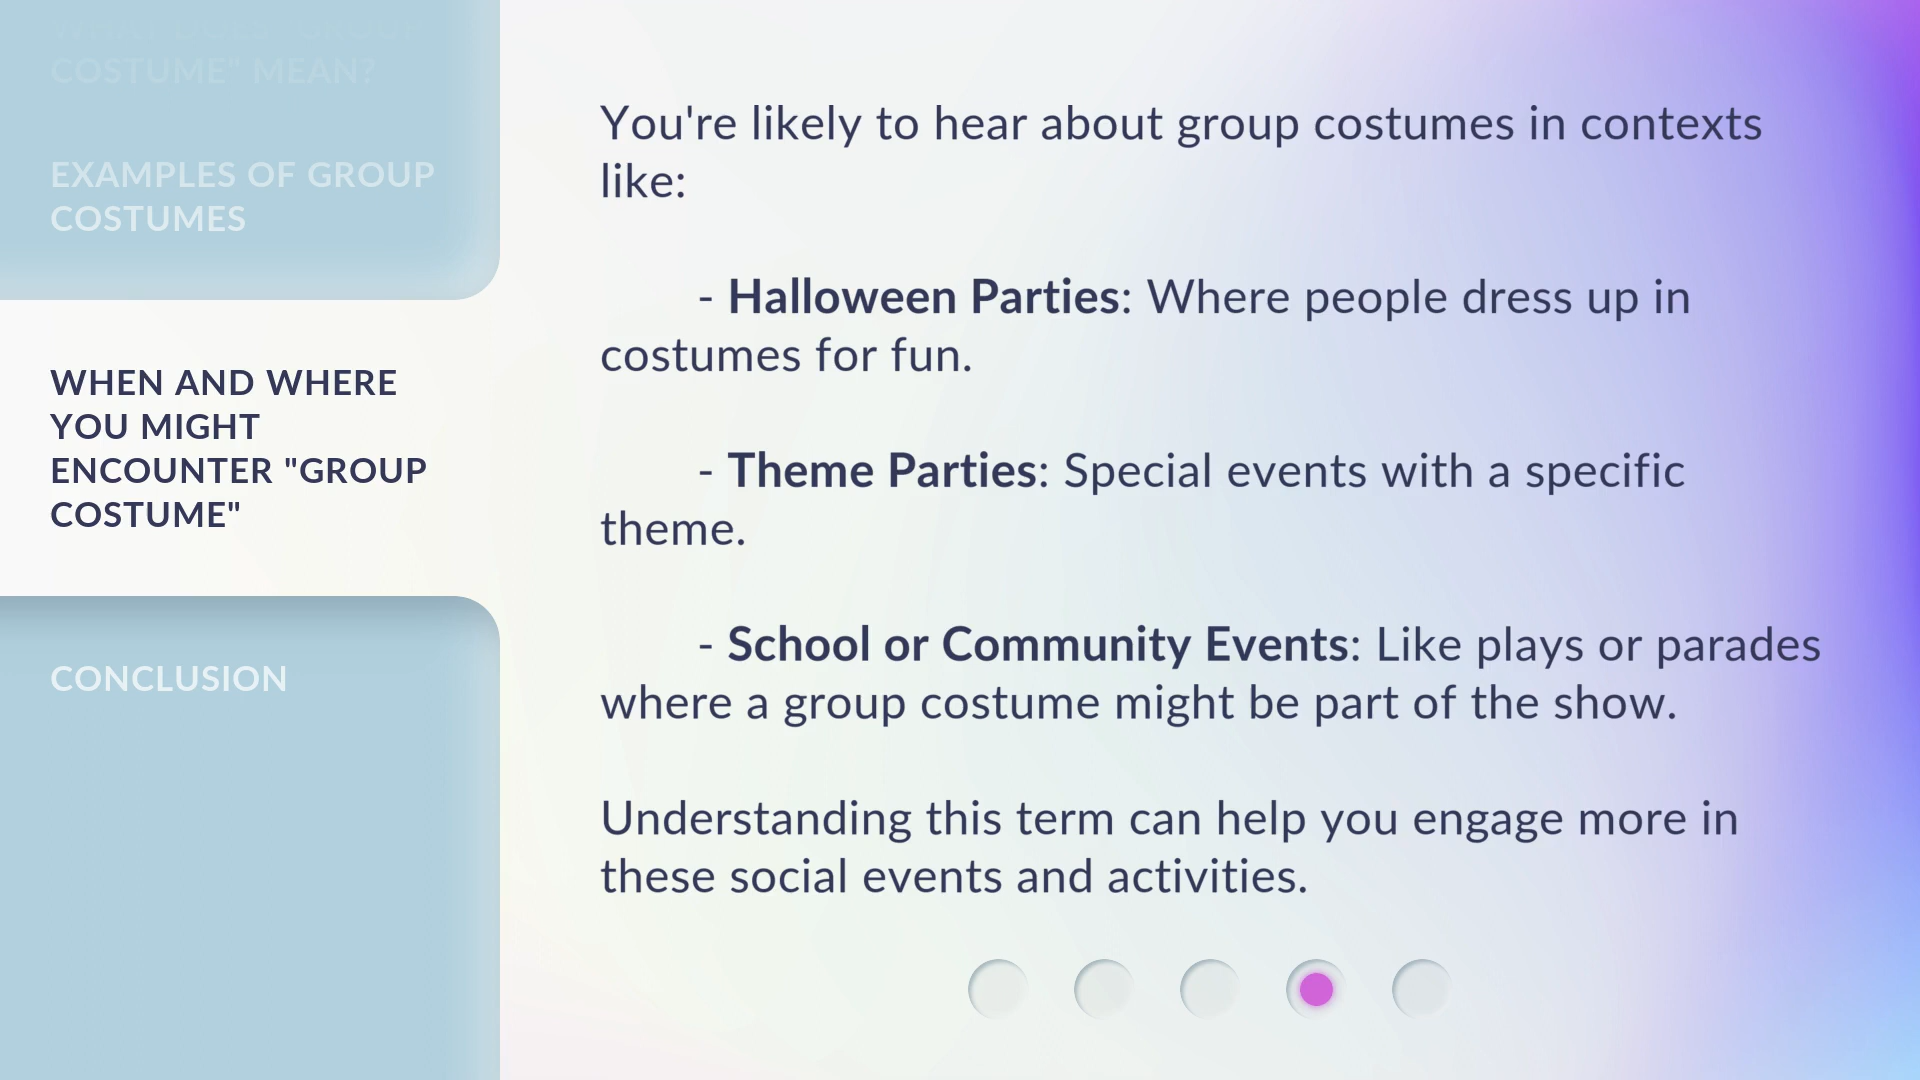 WHAT DOES "GROUP
COSTUME" MEAN?
EXAMPLES OF GROUP
COSTUMES
WHEN AND WHERE
YOU MIGHT
ENCOUNTER "GROUP
COSTUME"
CONCLUSION
You're likely to hear about group costumes in contexts
like:
- Halloween Parties: Where people dress up in
costumes for fun.
- Theme Parties: Special events with a specific
theme.
- School or Community Events: Like plays or parades
where a group costume might be part of the show.
Understanding this term can help you engage more in
these social events and activities.